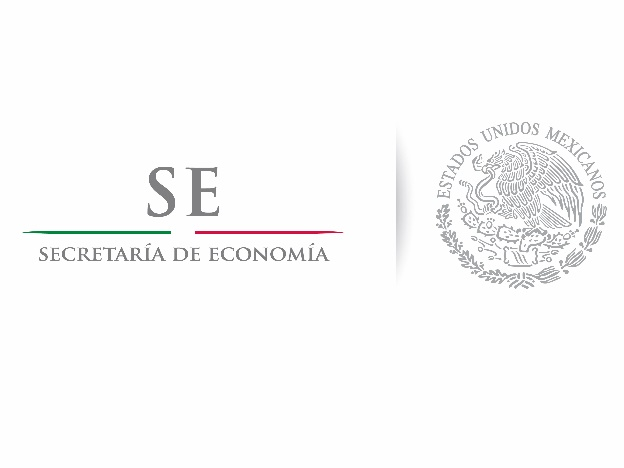 SE
SECRETARÍA DE ECONOMÍA
ESTADOS UNIDOS MEXICANOS